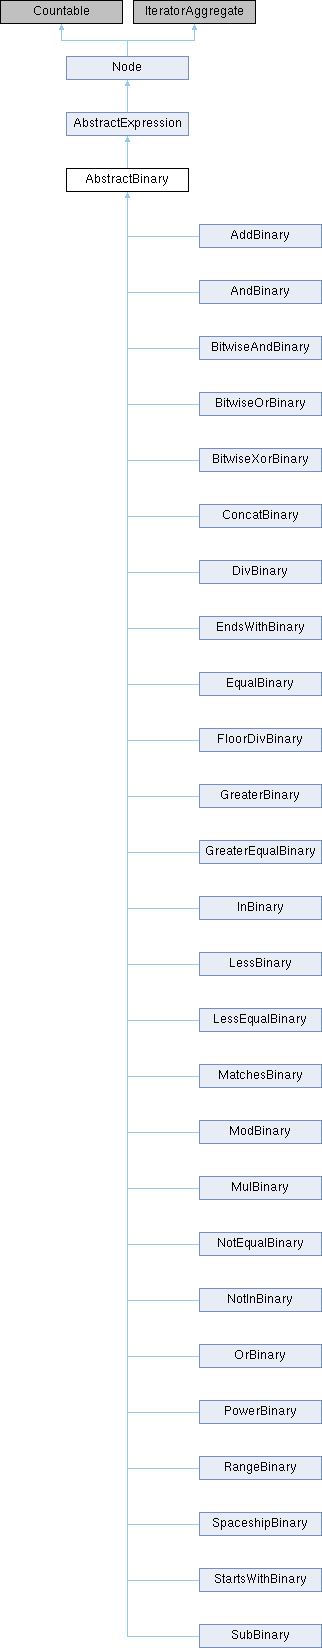 Countable
IteratorAggregate
Node
AbstractExpression
AbstractBinary
AddBinary
AndBinary
BitwiseAndBinary
BitwiseOrBinary
BitwiseXorBinary
ConcatBinary
DivBinary
EndsWithBinary
EqualBinary
FloorDivBinary
GreaterBinary
GreaterEqualBinary
InBinary
LessBinary
LessEqualBinary
MatchesBinary
ModBinary
MulBinary
NotEqualBinary
NotInBinary
OrBinary
PowerBinary
RangeBinary
SpaceshipBinary
StartsWithBinary
SubBinary